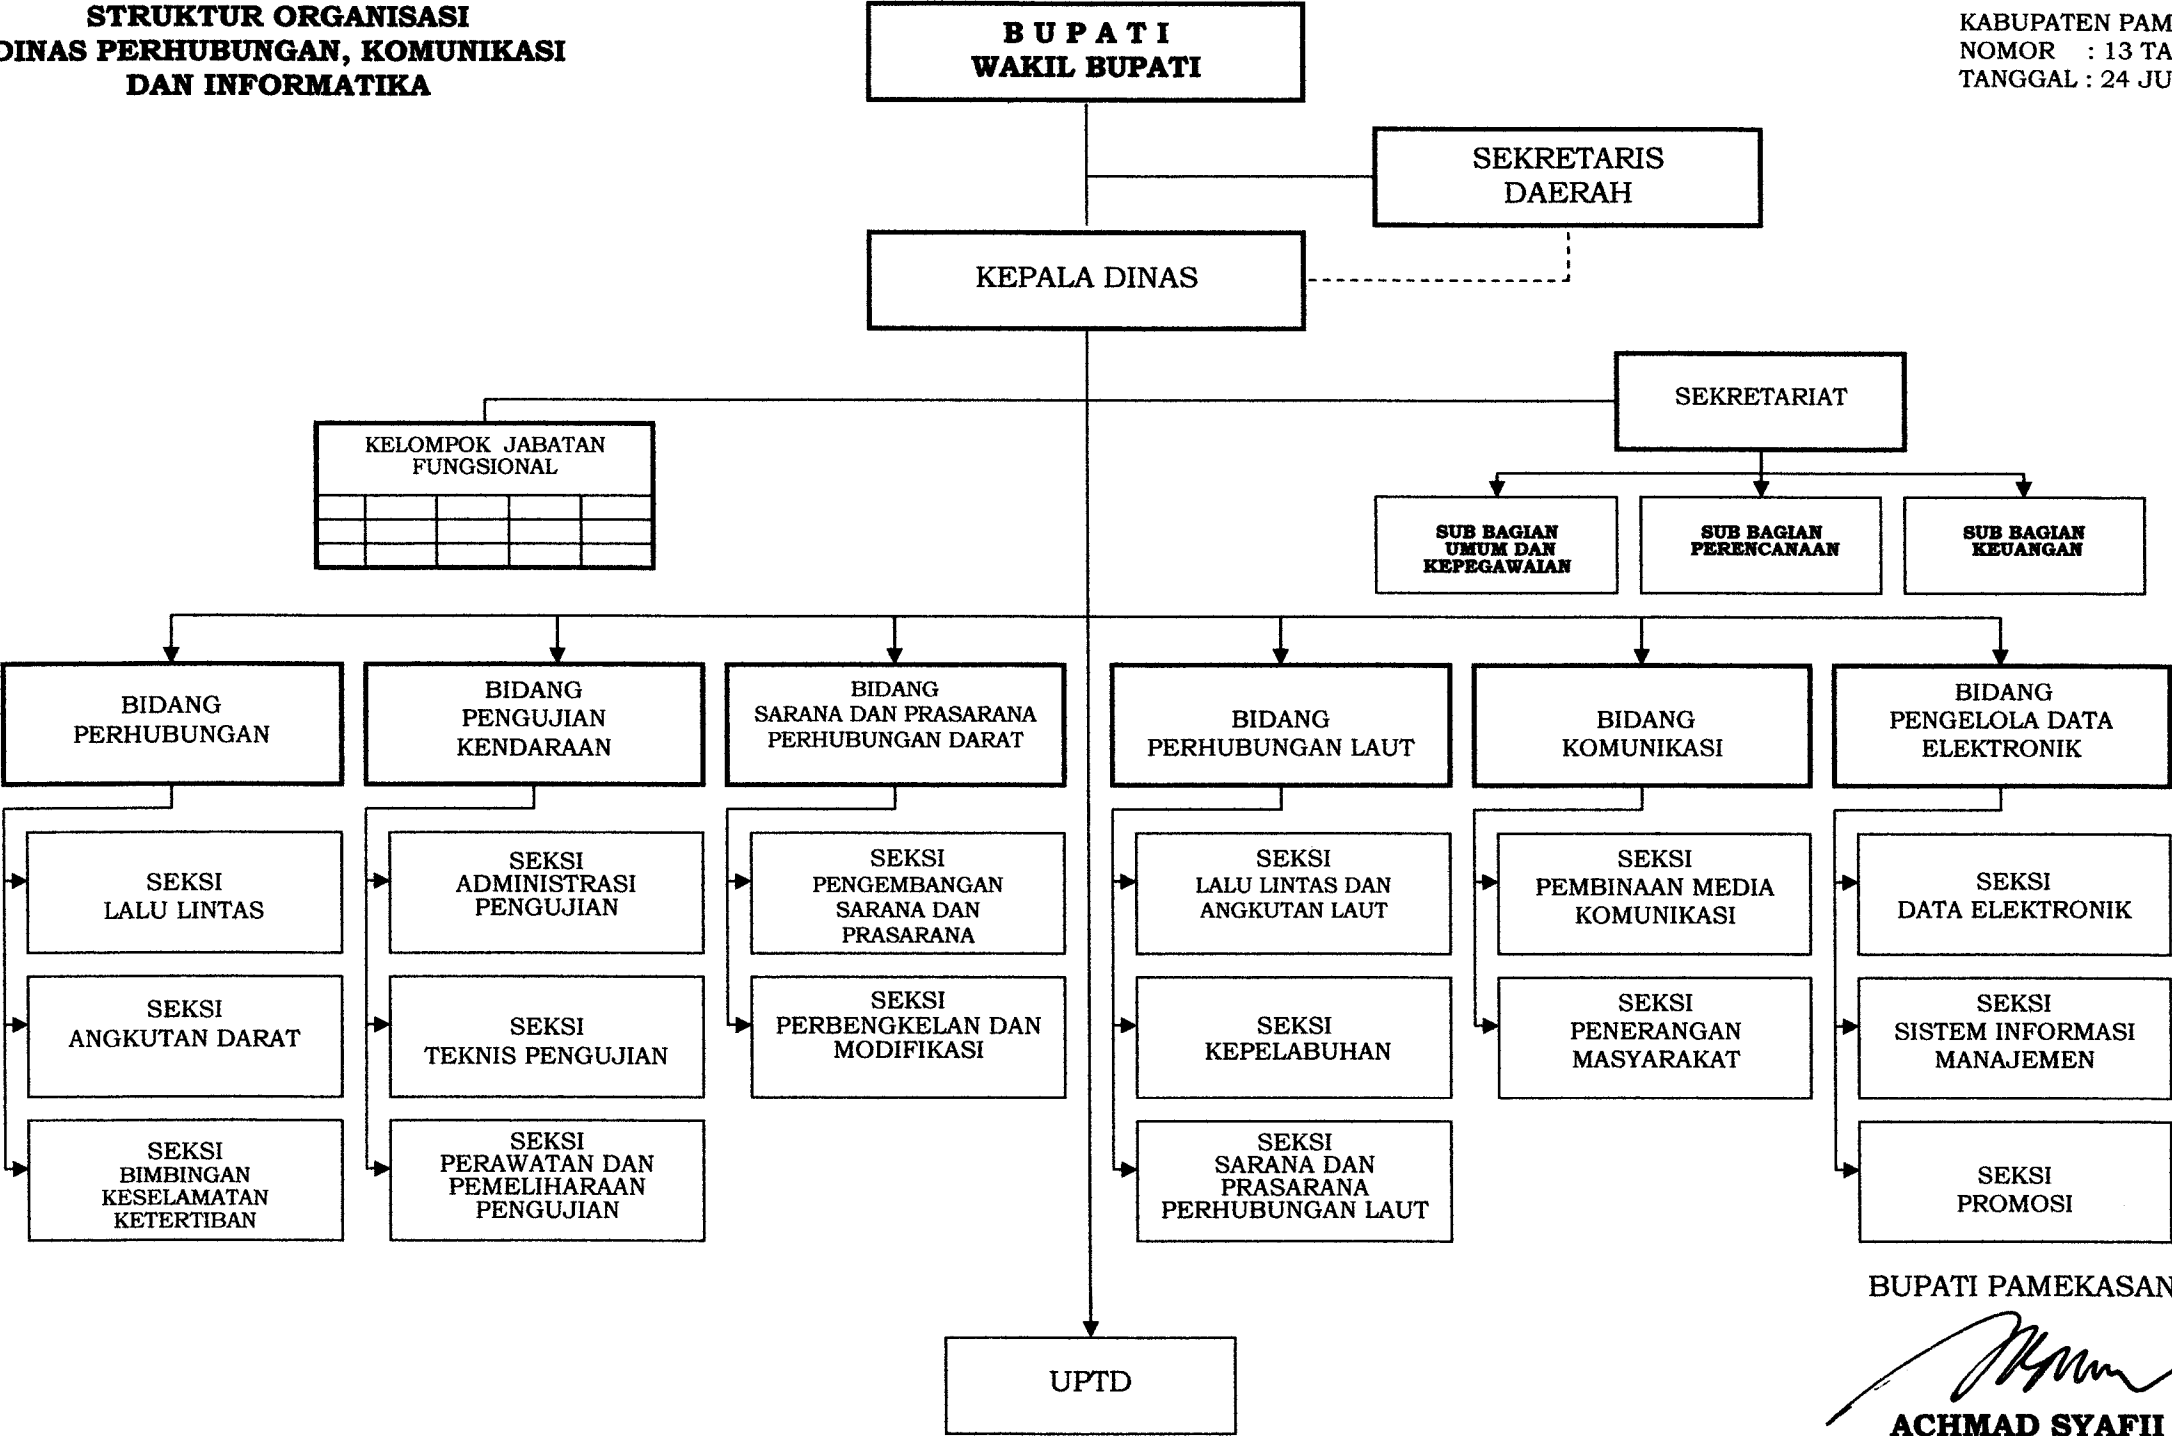 STRUKTUR ORGANISASI
DINAS PERHUBUNGAN, KOMUNIKASI
DAN INFORMATIKA
B U P A T I
WAKIL BUPATI
KABUPATEN PAM
NOMOR : 13 TA
TANGGAL : 24 JU
SEKRETARIS
DAERAH
KEPALA DINAS
SEKRETARIAT
KELOMPOK JABATAN
FUNGSIONAL
SUB BAGIAN
UMUM DAN
KEPEGAWAIAN
SUB BAGIAN
PERENCANAAN
SUB BAGIAN
KEUANGAN
BIDANG
PERHUBUNGAN
BIDANG
PENGUJIAN
KENDARAAN
BIDANG
SARANA DAN PRASARANA
PERHUBUNGAN DARAT
BIDANG
PERHUBUNGAN LAUT
BIDANG
KOMUNIKASI
BIDANG
PENGELOLA DATA
ELEKTRONIK
SEKSI
LALU LINTAS
SEKSI
ADMINISTRASI
PENGUJIAN
SEKSI
PENGEMBANGAN
SARANA DAN
PRASARANA
SEKSI
LALU LINTAS DAN
ANGKUTAN LAUT
SEKSI
PEMBINAAN MEDIA
KOMUNIKASI
SEKSI
DATA ELEKTRONIK
SEKSI
ANGKUTAN DARAT
SEKSI
TEKNIS PENGUJIAN
SEKSI
PERBENGKELAN DAN
MODIFIKASI
SEKSI
KEPELABUHAN
SEKSI
PENERANGAN
MASYARAKAT
SEKSI
SISTEM INFORMASI
MANAJEMEN
SEKSI
BIMBINGAN
KESELAMATAN
KETERTIBAN
SEKSI
PERAWATAN DAN
PEMELIHARAAN
PENGUJIAN
SEKSI
SARANA DAN
PRASARANA
PERHUBUNGAN LAUT
SEKSI
PROMOSI
BUPATI PAMEKASAN
UPTD
ACHMAD SYAFII